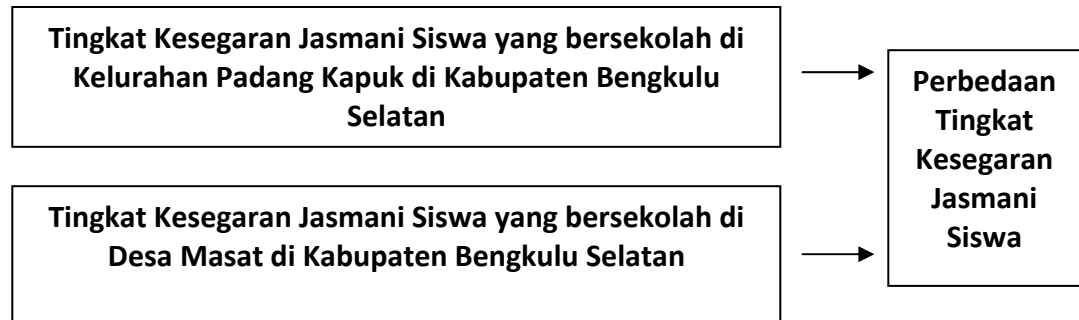 Tingkat Kesegaran Jasmani Siswa yang bersekolah di
Kelurahan Padang Kapuk di Kabupaten Bengkulu
Selatan
Tingkat Kesegaran Jasmani Siswa yang bersekolah di
Desa Masat di Kabupaten Bengkulu Selatan
Perbedaan
Tingkat
Kesegaran
Jasmani
Siswa